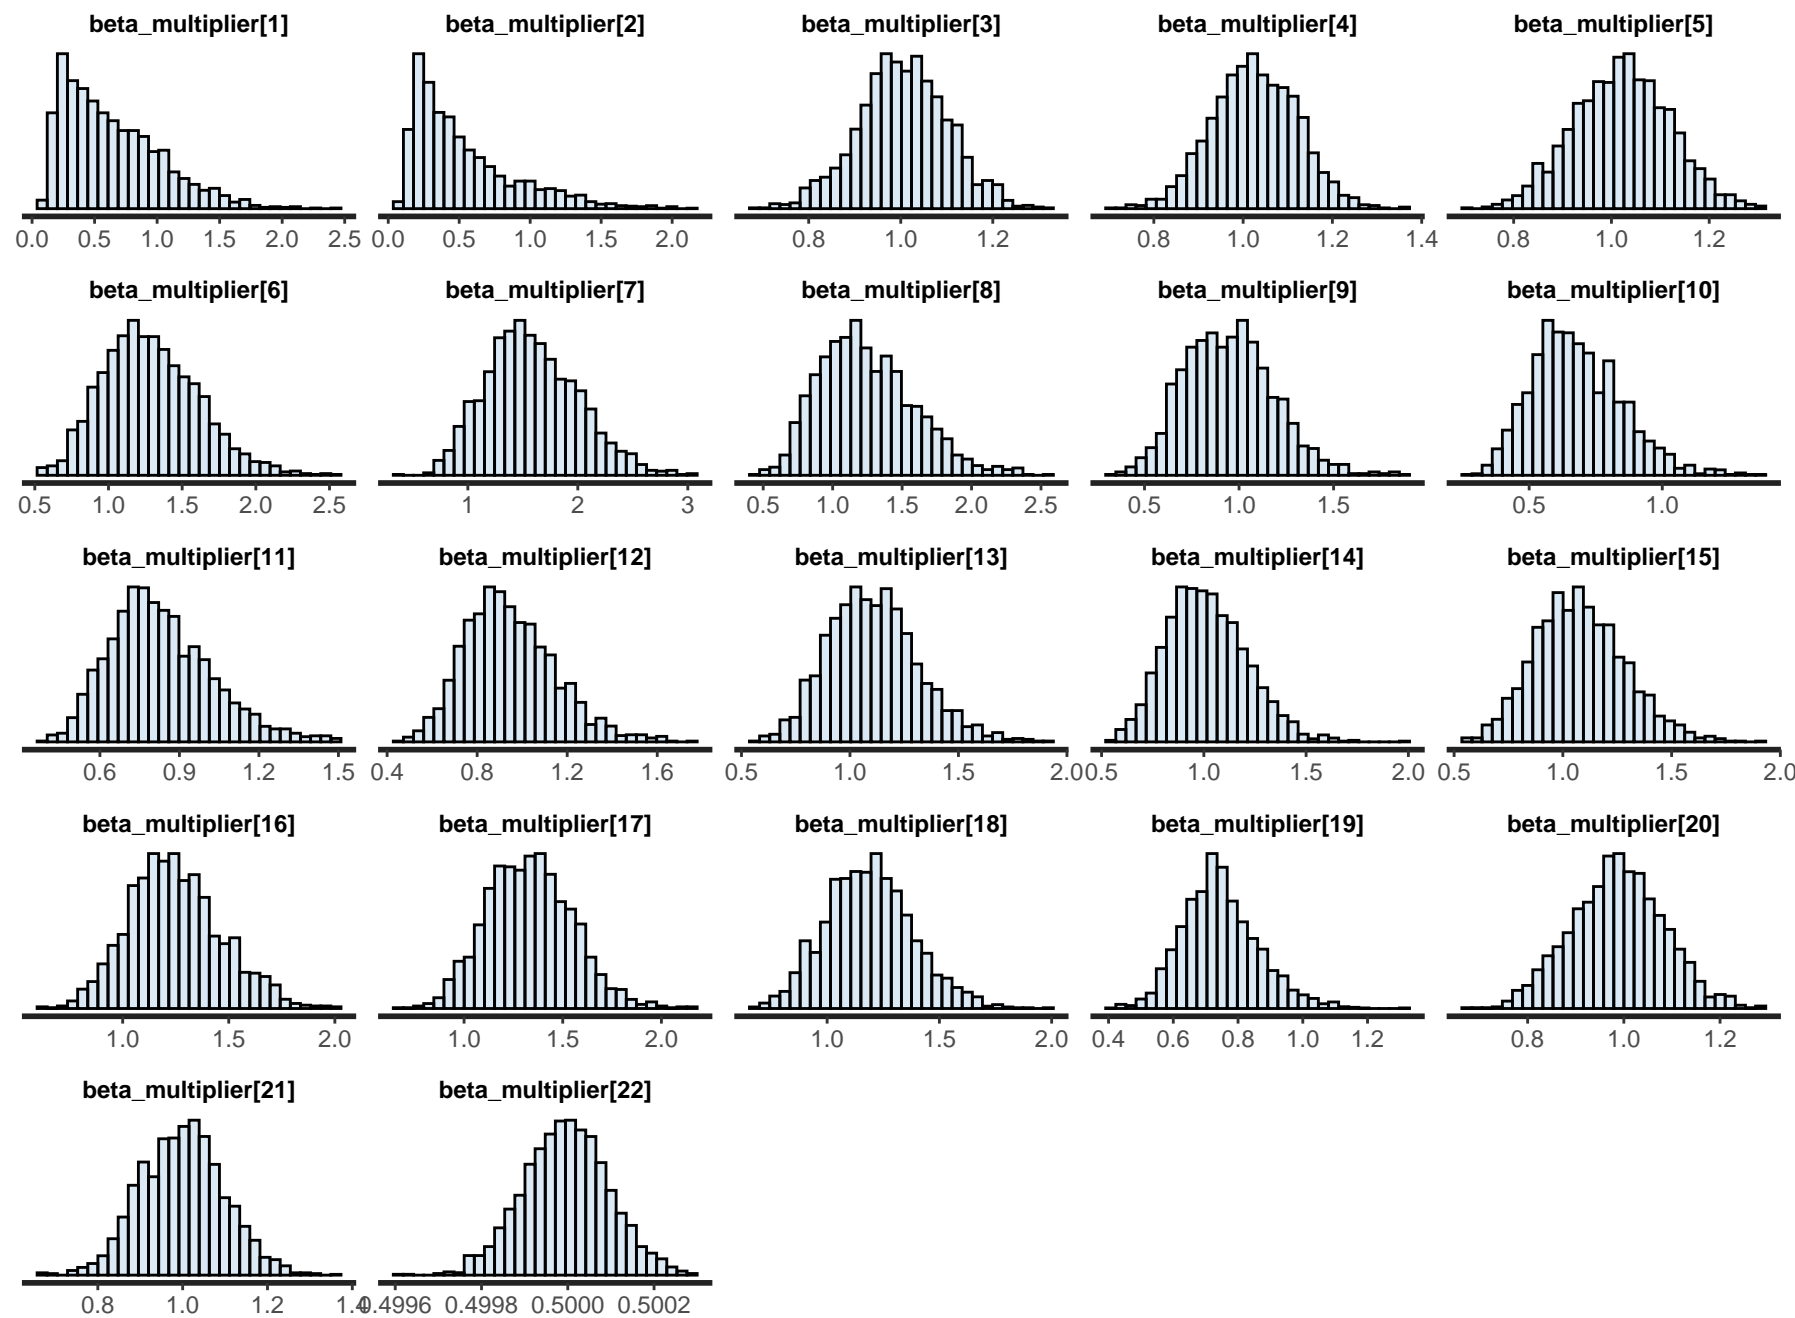 beta_multiplier[1] beta_multiplier[2] beta_multiplier[3] beta_multiplier[4] beta_multiplier[5]
0.0 0.5 1.0 1.5 2.0 2.5 0.0 0.5 1.0 1.5 2.0 0.8 1.0 1.2 0.8 1.0 1.2 1.4 0.8 1.0 1.2
beta_multiplier[6] beta_multiplier[7] beta_multiplier[8] beta_multiplier[9] beta_multiplier[10]
0.5 1.0 1.5 2.0 2.5 1 2 3 0.5 1.0 1.5 2.0 2.5 0.5 1.0 1.5 0.5 1.0
beta_multiplier[11] beta_multiplier[12] beta_multiplier[13] beta_multiplier[14] beta_multiplier[15]
0.6 0.9 1.2 1.5 0.4 0.8 1.2 1.6 0.5 1.0 1.5 2.0 0.5 1.0 1.5 2.0 0.5 1.0 1.5 2.0
beta_multiplier[16] beta_multiplier[17] beta_multiplier[18] beta_multiplier[19] beta_multiplier[20]
1.0 1.5 2.0 1.0 1.5 2.0 1.0 1.5 2.0 0.4 0.6 0.8 1.0 1.2 0.8 1.0 1.2
beta_multiplier[21] beta_multiplier[22]
0.8 1.0 1.2 1.4 0.4996 0.4998 0.5000 0.5002